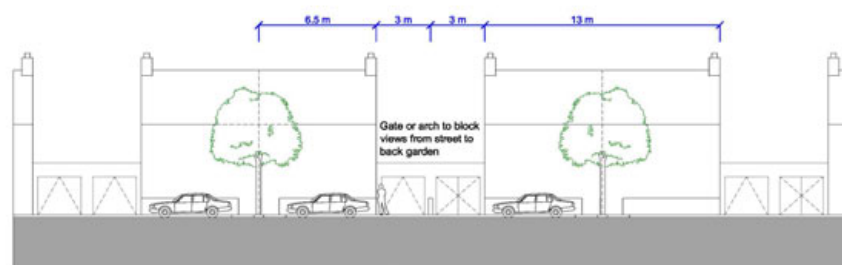 6.5 m 3 m 3 m 13 m
Gate or arch to block
views from street to
back garden